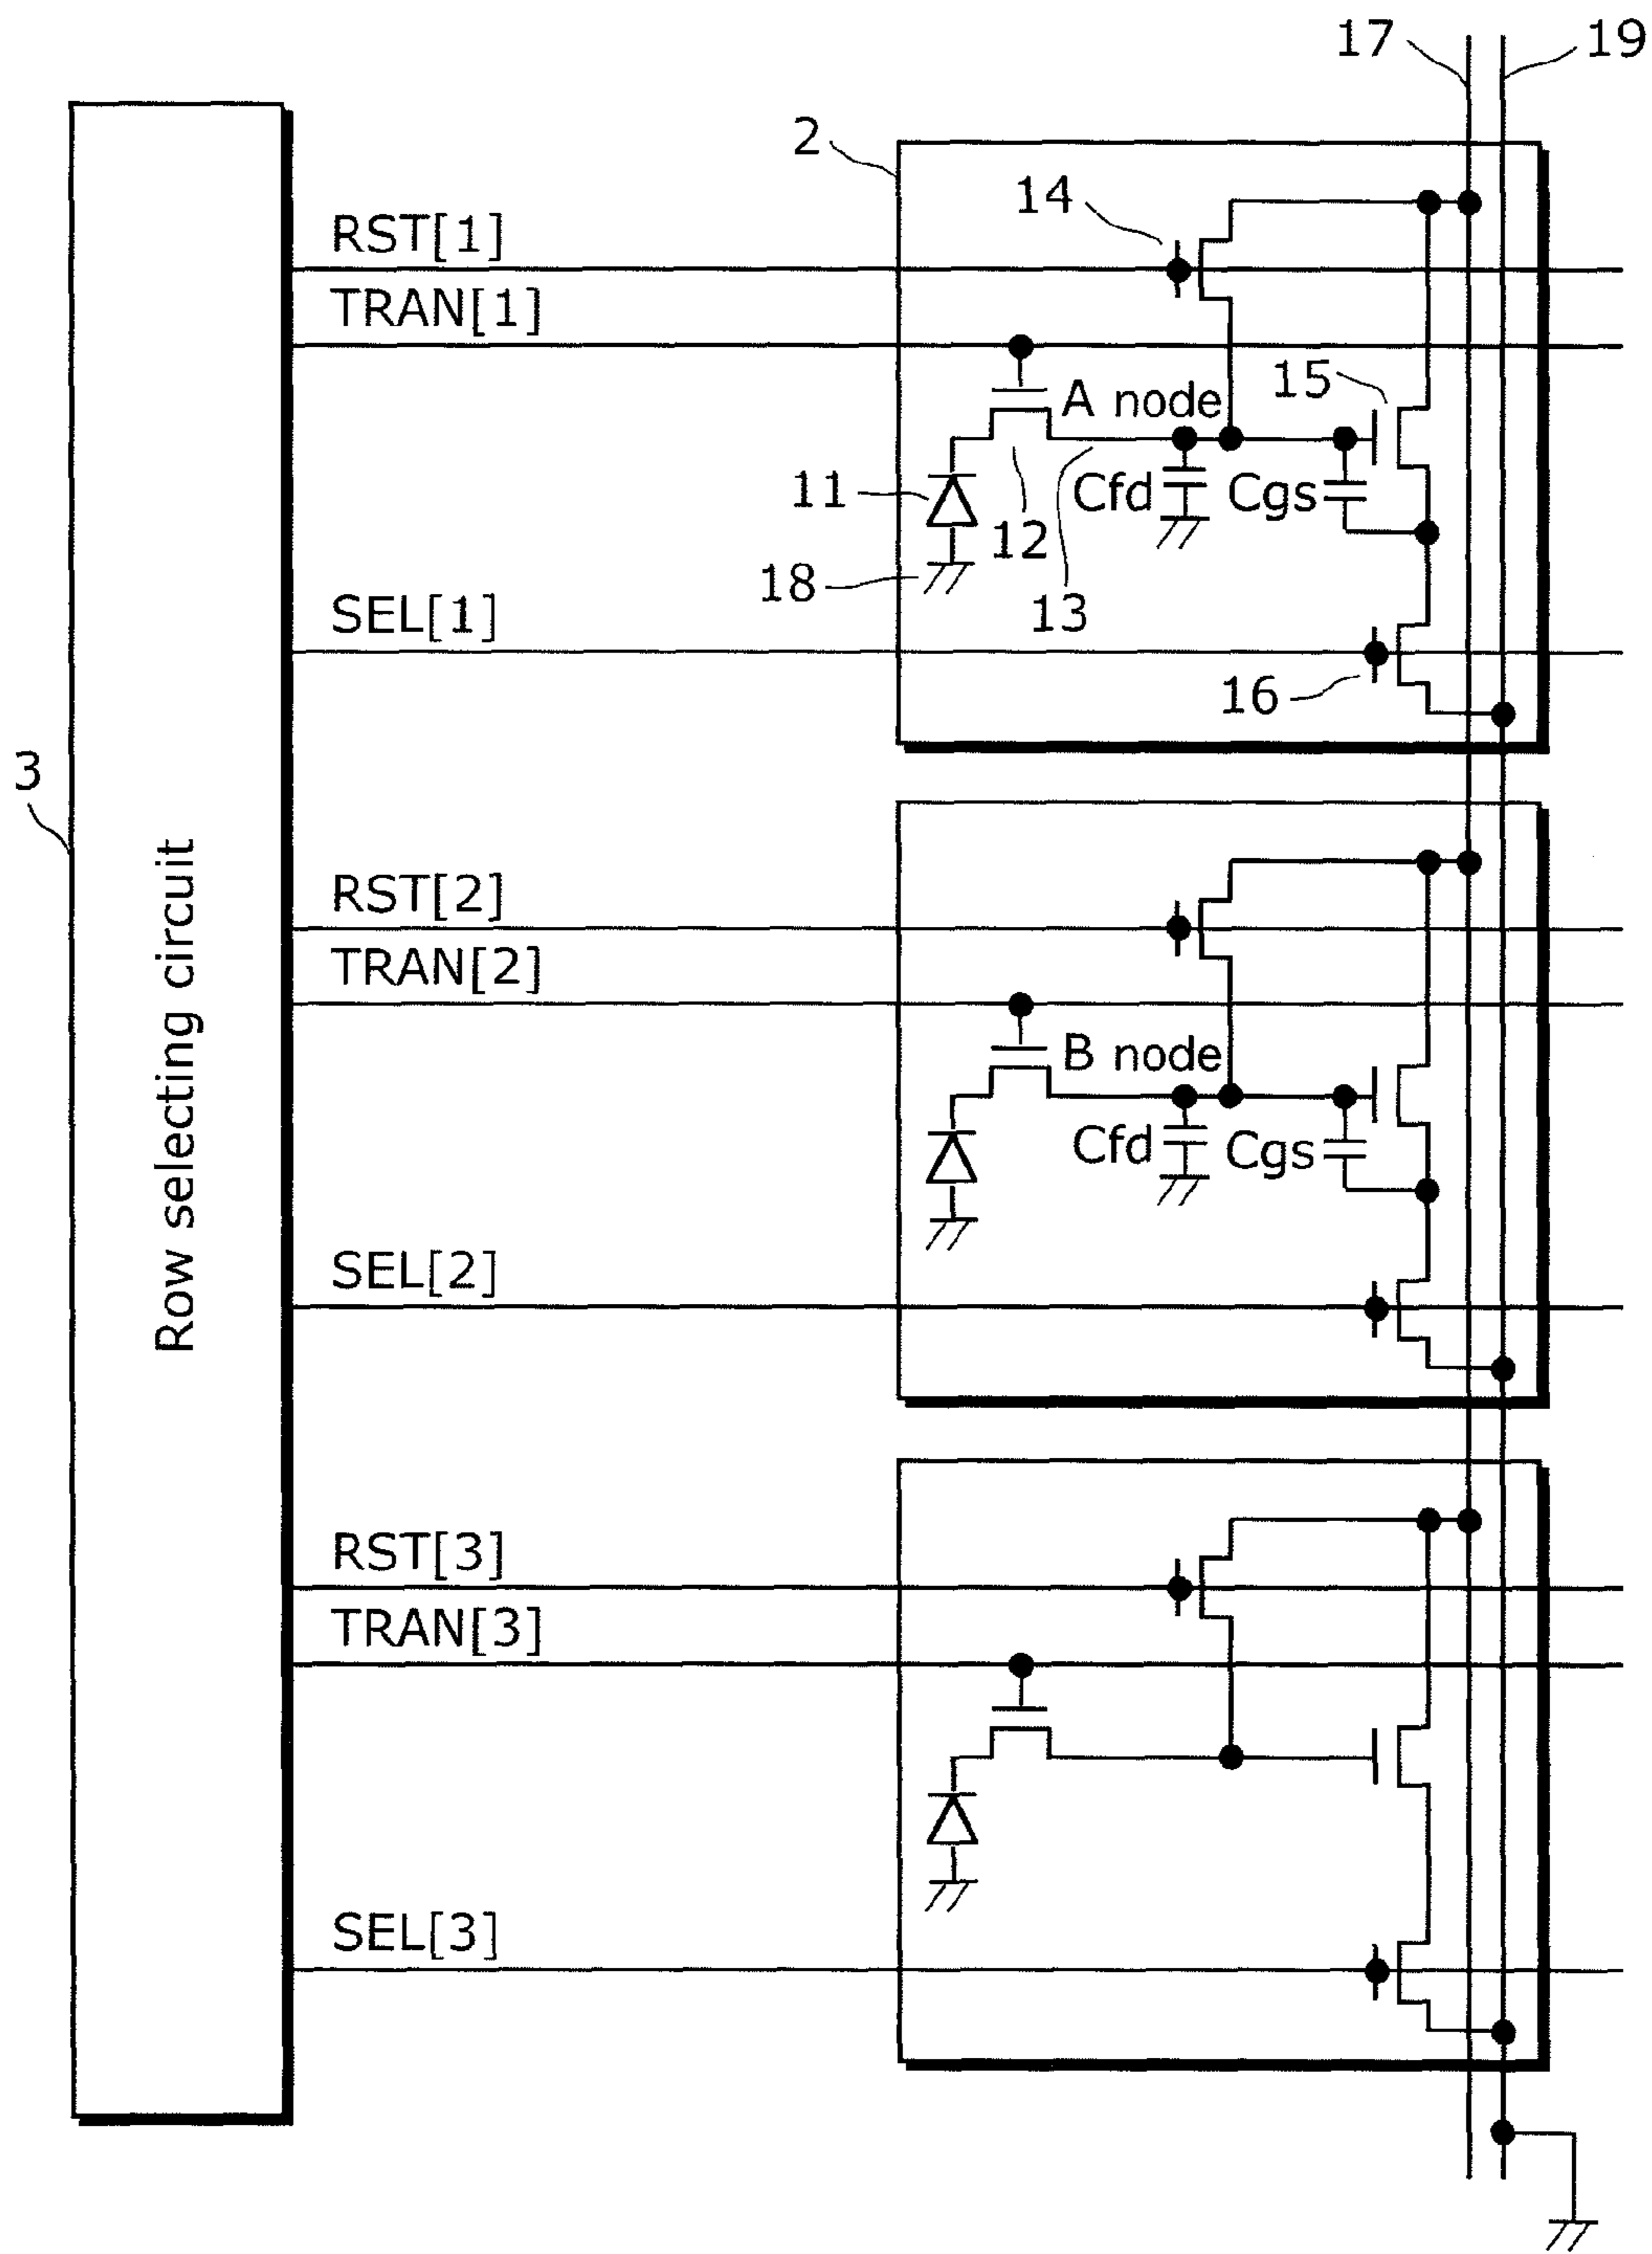 17
19
2
14
RST[1]
TRAN[1]
A node
15
11
Cfd
Cgs
12
18
13
SEL[1]
16
3
Row selecting circuit
RST[2]
TRAN[2]
B node
Cfd
Cgs
SEL[2]
RST[3]
TRAN[3]
SEL[3]